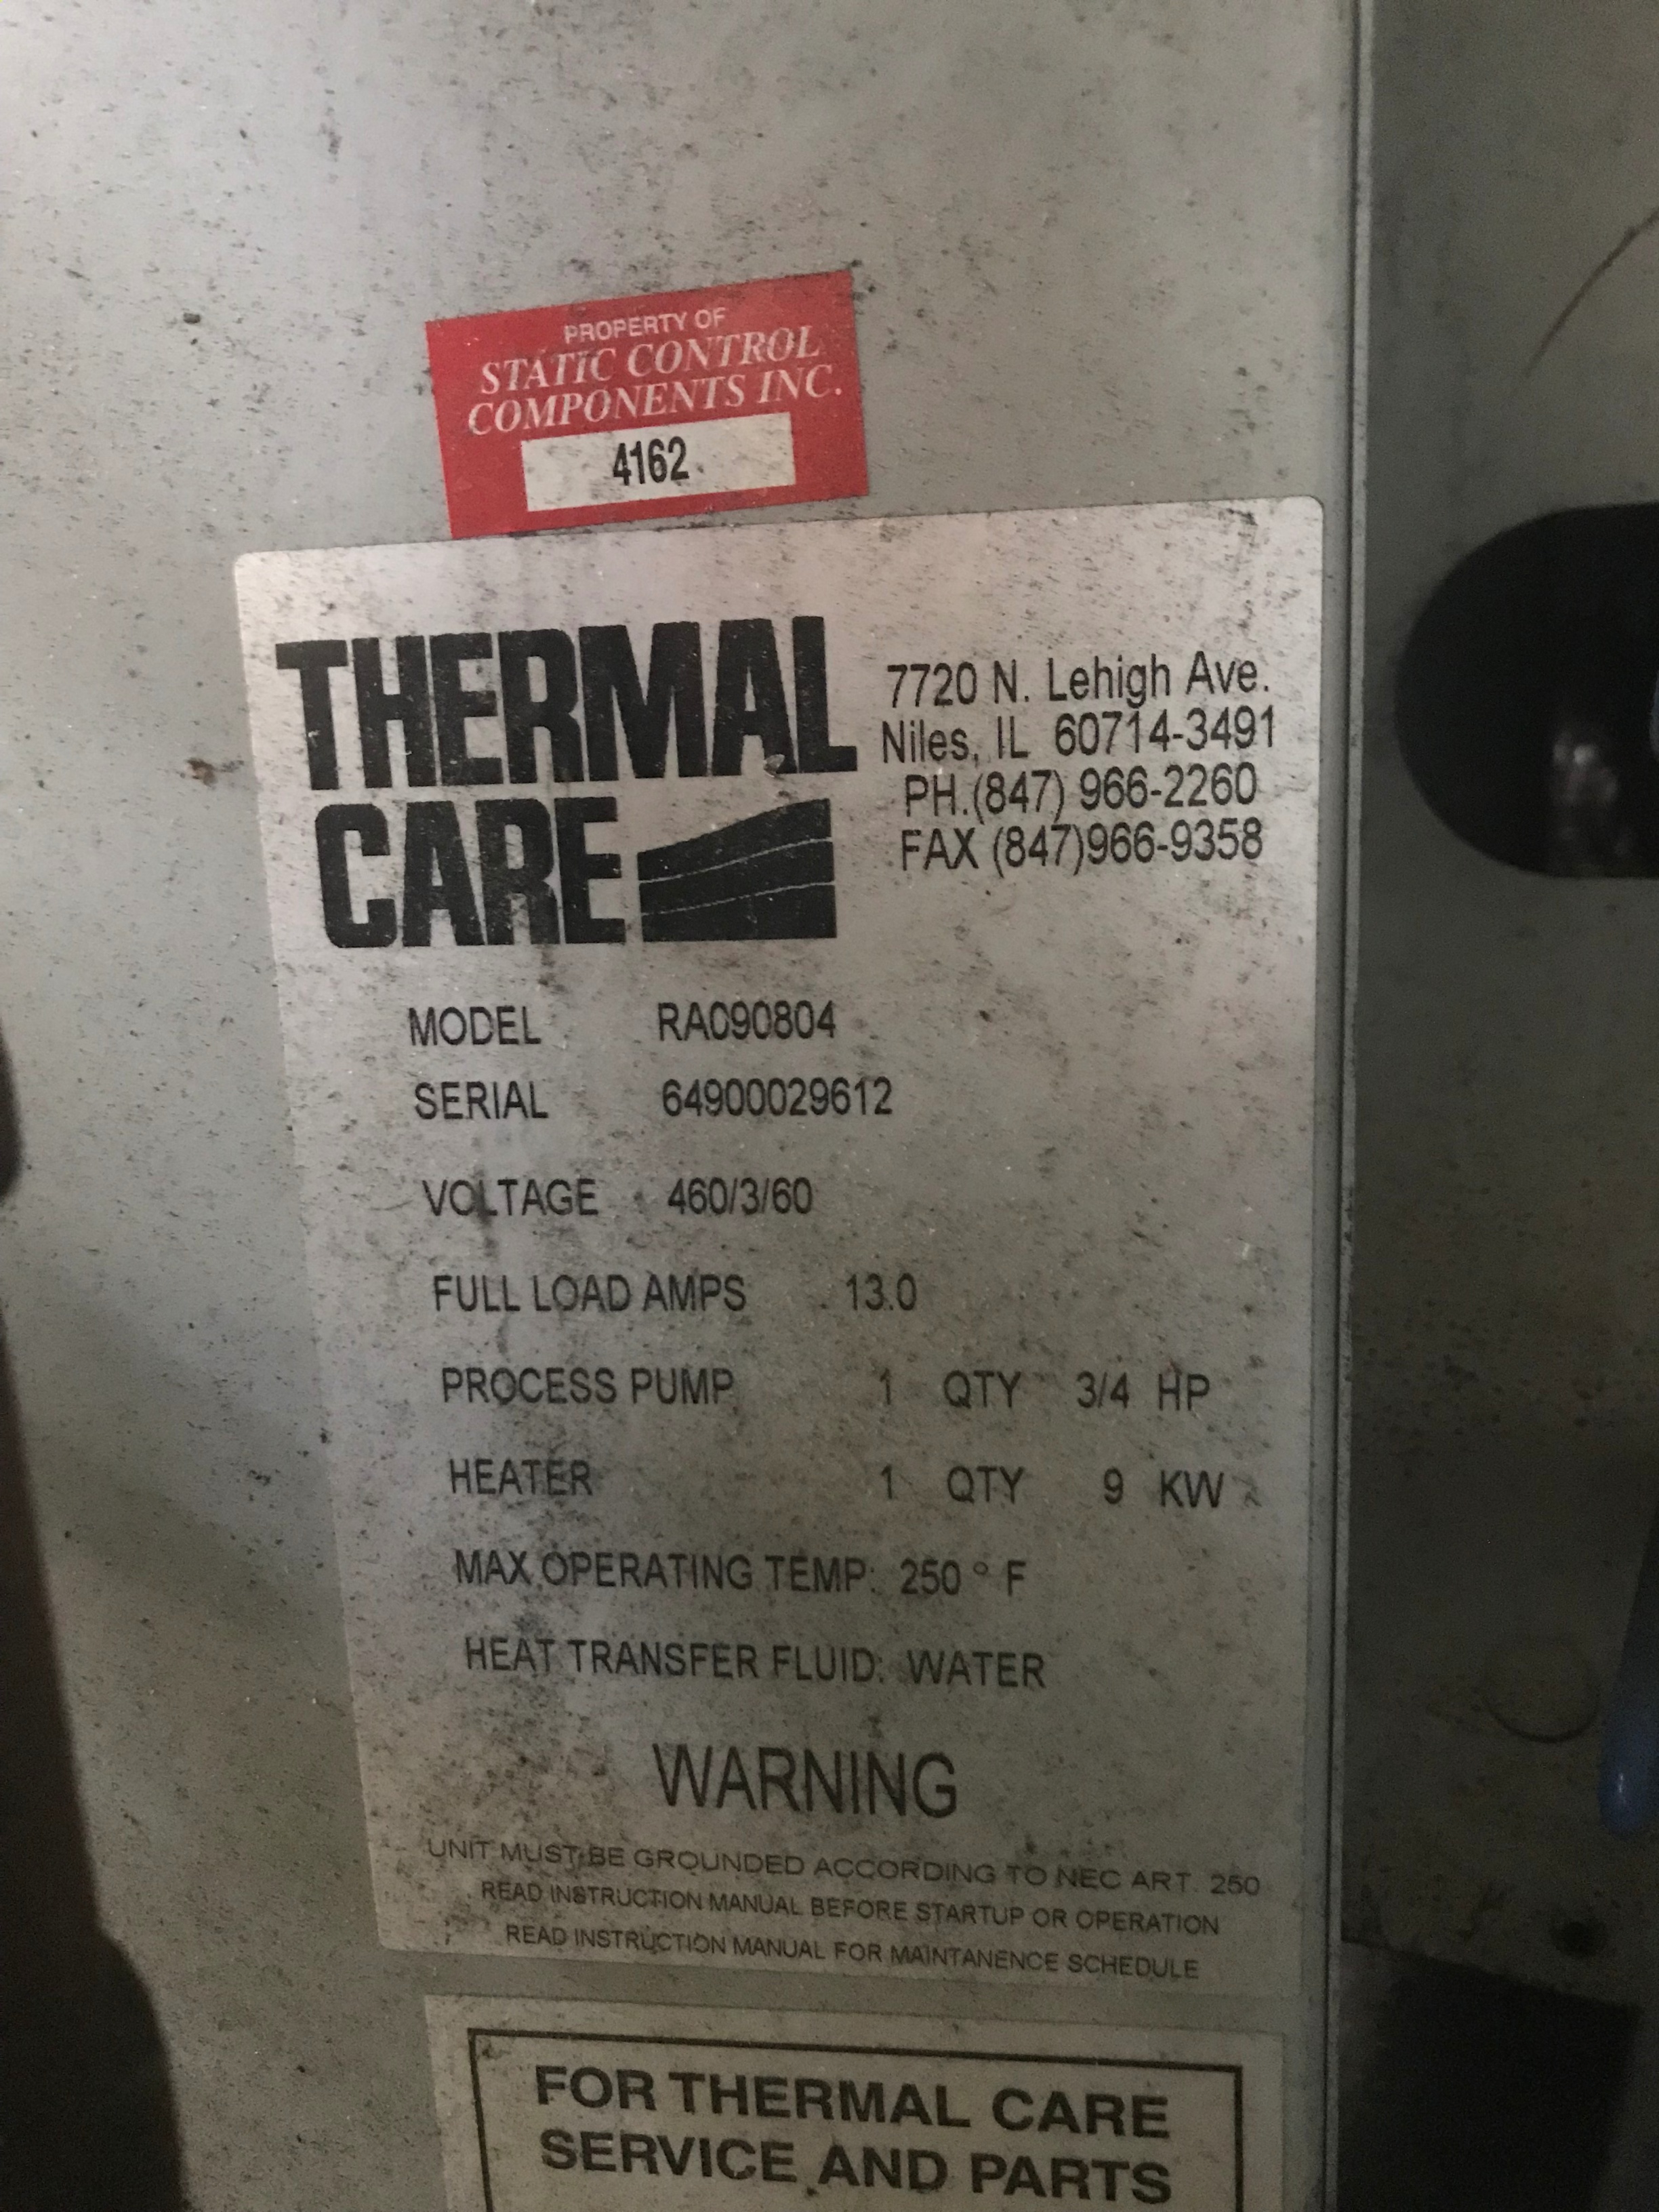 PROPERTY OF
STATIC CONTROL
COMPONENTS INC.
4162
THERMAL
CARE
7720 N. Lehigh Ave.
Niles, IL 60714-3491
PH.(847) 966-2260
FAX (847)966-9358
MODEL RA090804
SERIAL 64900029612
VOLTAGE 460/3/60
FULL LOAD AMPS 13.0
PROCESS PUMP 1 QTY 3/4 HP
HEATER 1 QTY 9 KW
MAX OPERATING TEMP: 250 ° F
HEAT TRANSFER FLUID: WATER
WARNING
UNIT MUST BE GROUNDED ACCORDING TO NEC ART. 250
READ INSTRUCTION MANUAL BEFORE STARTUP OR OPERATION
READ INSTRUCTION MANUAL FOR MAINTANENCE SCHEDULE
FOR THERMAL CARE
SERVICE AND PARTS